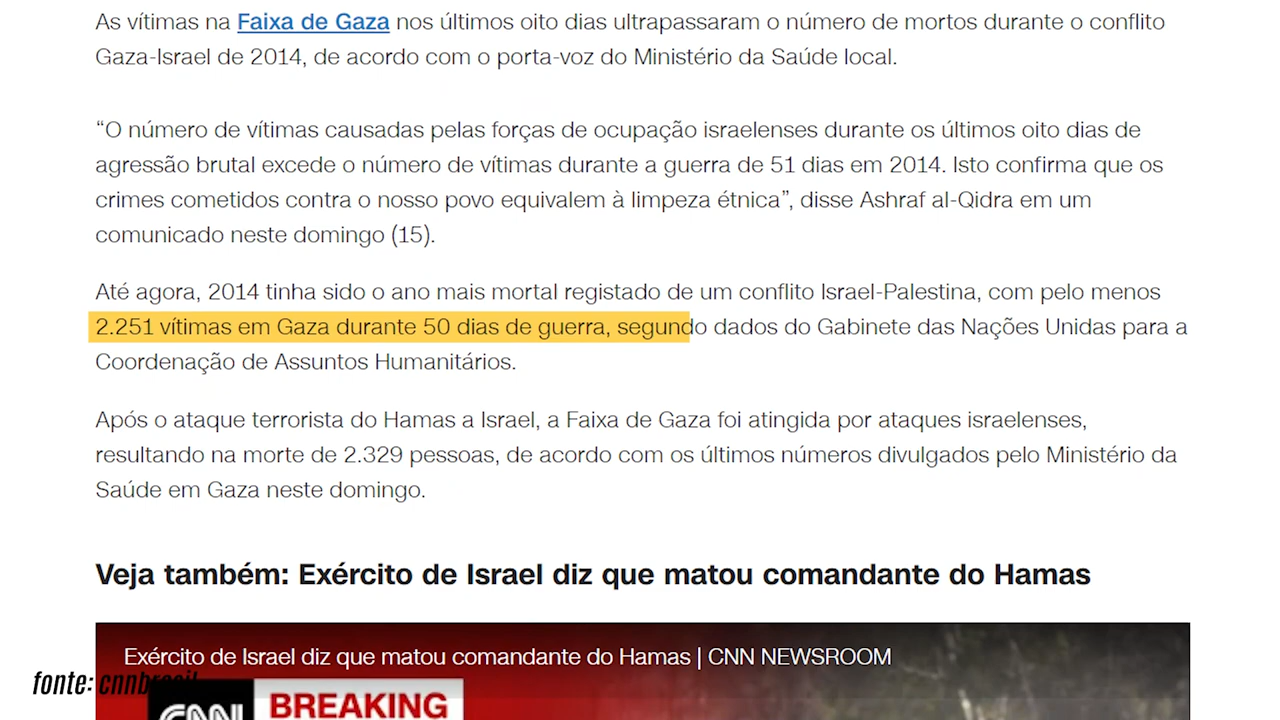 As vítimas na Faixa de Gaza nos últimos oito dias ultrapassaram o número de mortos durante o conflito
Gaza-Israel de 2014, de acordo com o porta-voz do Ministério da Saúde local.
“O número de vítimas causadas pelas forças de ocupação israelenses durante os últimos oito dias de
agressão brutal excede o número de vítimas durante a guerra de 51 dias em 2014. Isto confirma que os
crimes cometidos contra o nosso povo equivalem à limpeza étnica”, disse Ashraf al-Qidra em um
comunicado neste domingo (15).
Até agora, 2014 tinha sido o ano mais mortal registado de um conflito Israel-Palestina, com pelo menos
2.251 vítimas em Gaza durante 50 dias de guerra, segundo dados do Gabinete das Nações Unidas para a
Coordenação de Assuntos Humanitários.
Após o ataque terrorista do Hamas a Israel, a Faixa de Gaza foi atingida por ataques israelenses,
resultando na morte de 2.329 pessoas, de acordo com os últimos números divulgados pelo Ministério da
Saúde em Gaza neste domingo.
Veja também: Exército de Israel diz que matou comandante do Hamas
Exército de Israel diz que matou comandante do Hamas | CNN NEWSROOM
fonte: cnnbrasil
CNN BREAKING